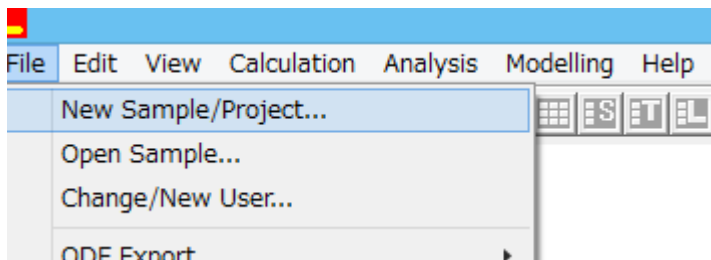 File Edit View Calculation Analysis Modelling Help
New Sample/Project...
S T L
Open Sample...
Change/New User...
ODF Export